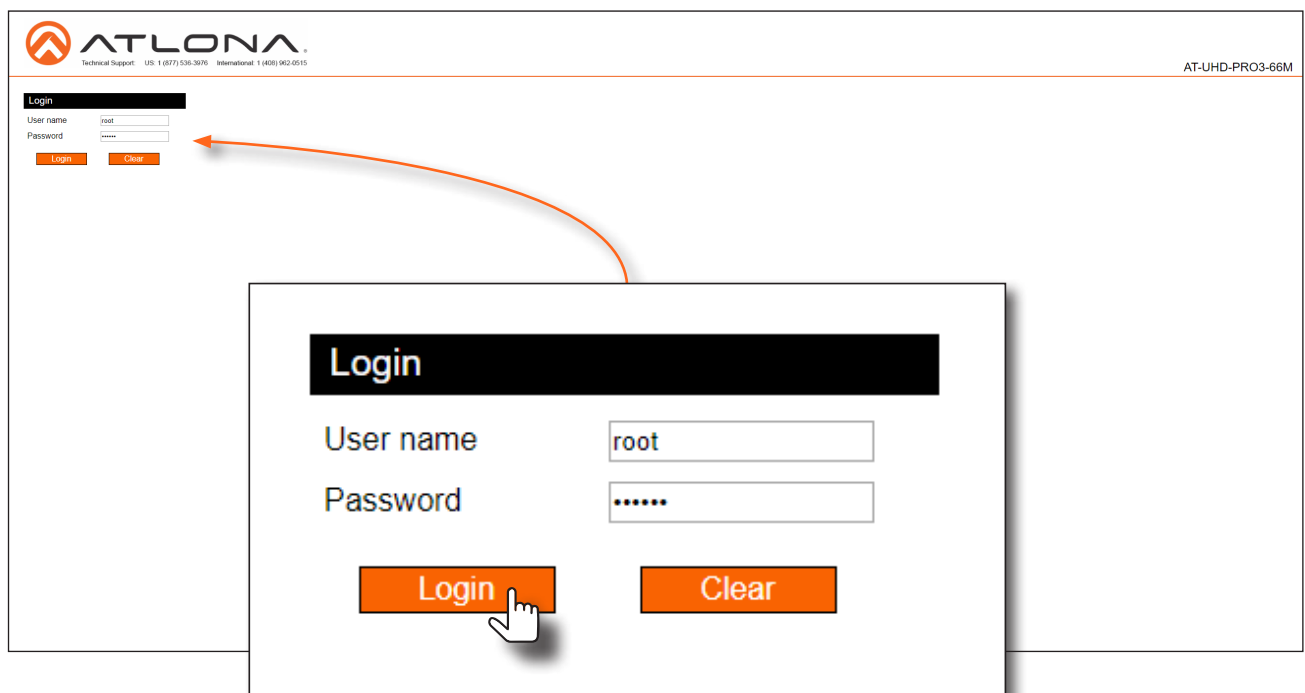 ATLONA.
Technical Support: US: 1 (877) 536-3976 International: 1 (408) 962-0515
AT-UHD-PRO3-66M
Login
User name root
Password ••••••
Login Clear
Login
User name root
Password ••••••
Login Clear